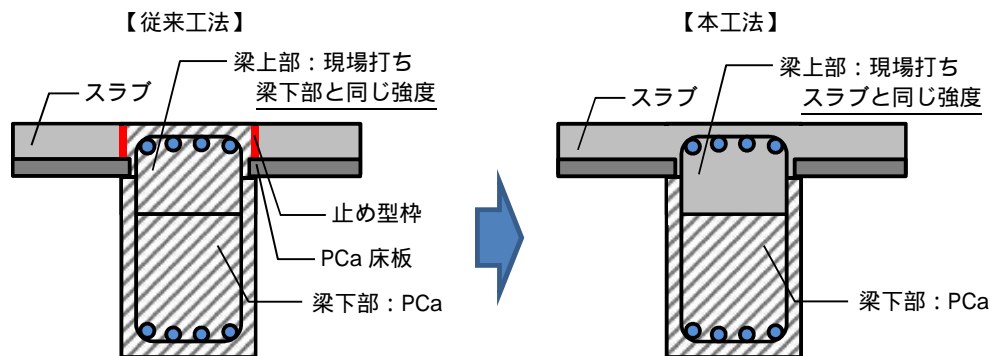 【従来工法】
梁上部：現場打ち
梁下部と同じ強度
スラブ
止め型枠
PCa 床板
梁下部：PCa
【本工法】
梁上部：現場打ち
スラブと同じ強度
スラブ
梁下部：PCa